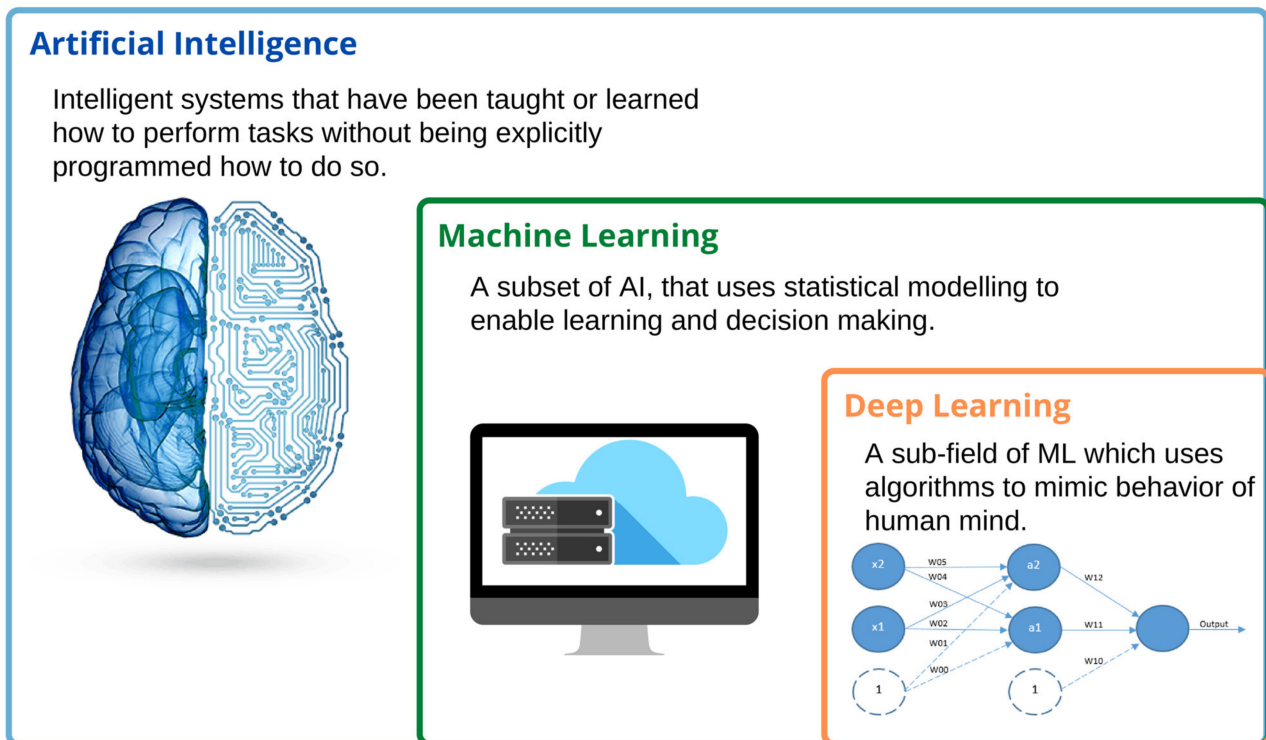 Artificial Intelligence
Intelligent systems that have been taught or learned
how to perform tasks without being explicitly
programmed how to do so.
Machine Learning
A subset of AI, that uses statistical modelling to
enable learning and decision making.
Deep Learning
A sub-field of ML which uses
algorithms to mimic behavior of
human mind.
x2
W05
W04
a2
W12
W03
x1
W02
a1
W11
Output
W01
W00
W10
1
1